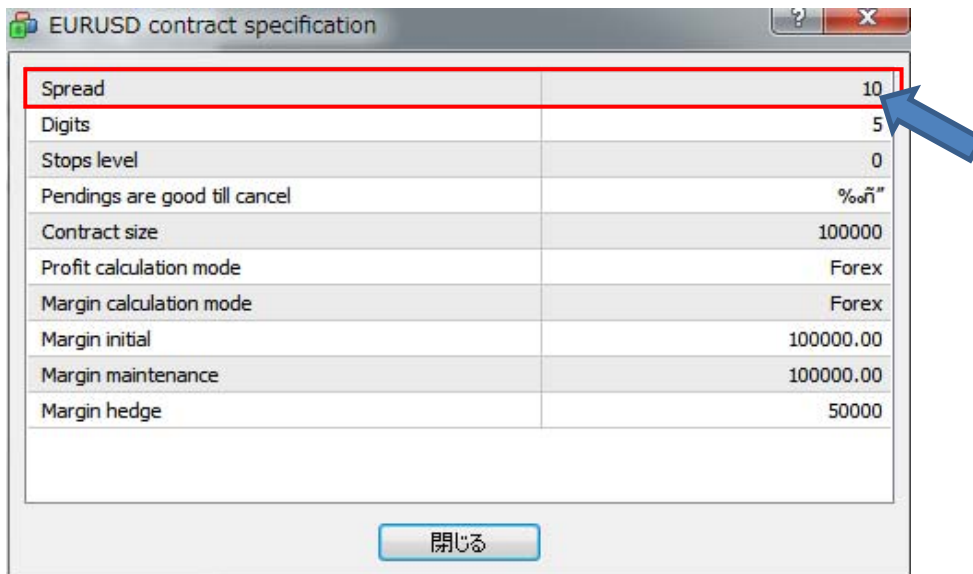 EURUSD contract specification
Spread 10
Digits 5
Stops level 0
Pendings are good till cancel ‰ñ”
Contract size 100000
Profit calculation mode Forex
Margin calculation mode Forex
Margin initial 100000.00
Margin maintenance 100000.00
Margin hedge 50000
閉じる